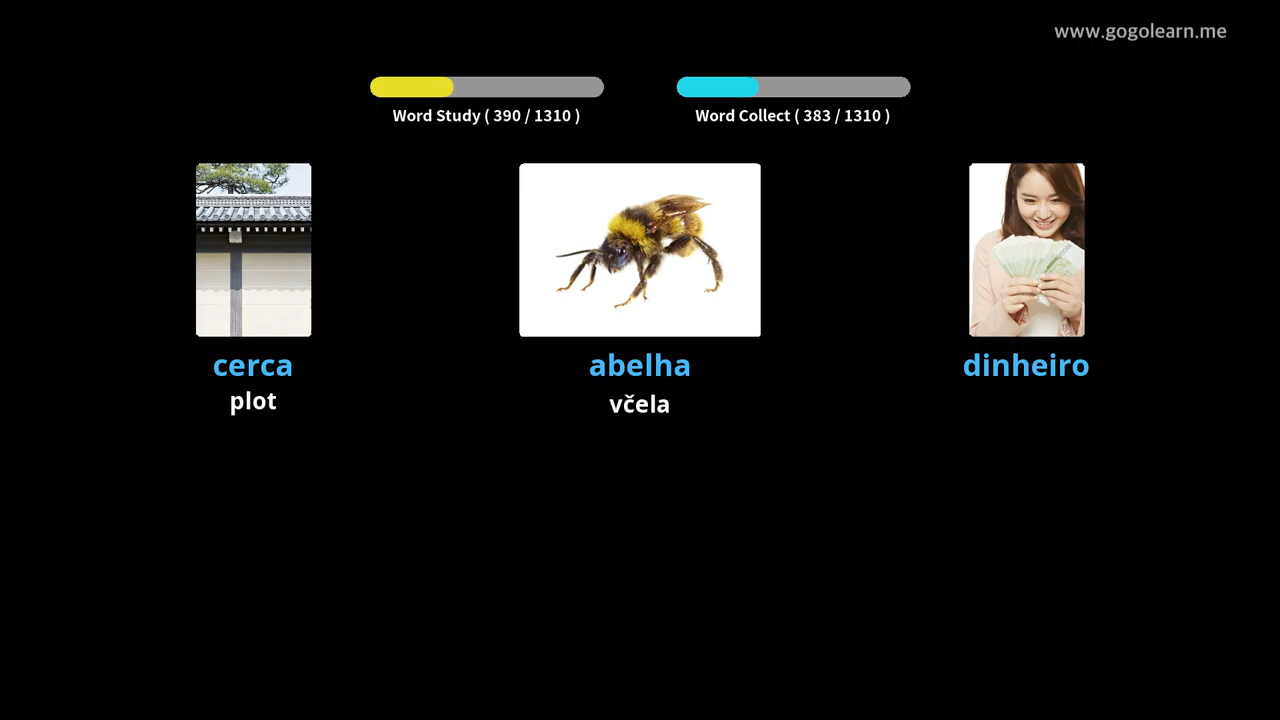 www.gogolearn.me
Word Study ( 390 / 1310 )
Word Collect ( 383 / 1310 )
cerca
plot
abelha
včela
dinheiro